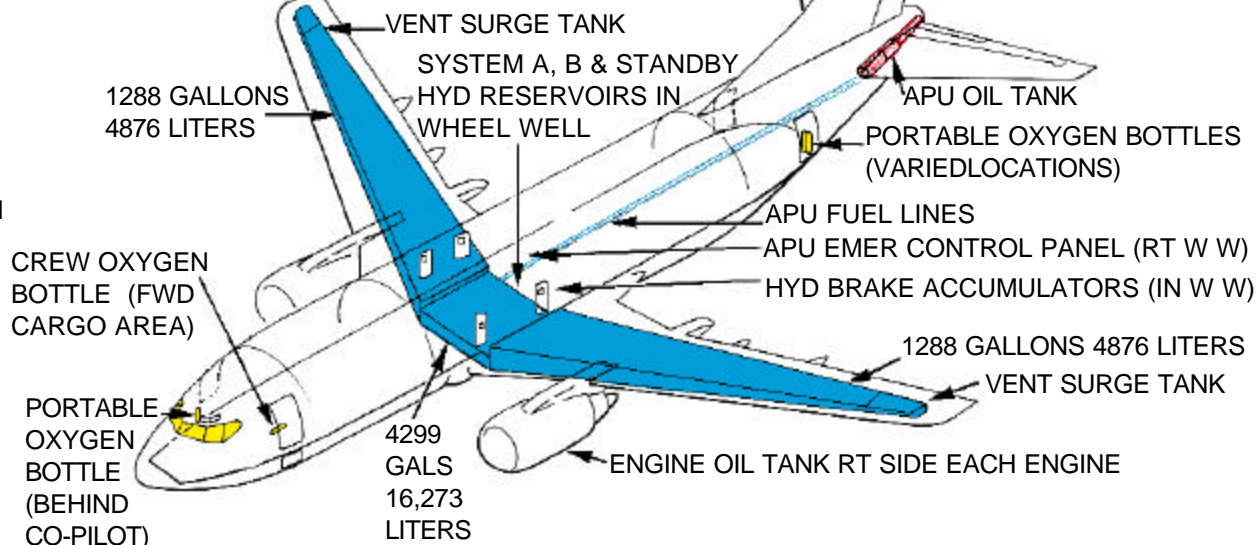 VENT SURGE TANK
SYSTEM A, B & STANDBY
HYD RESERVOIRS IN
WHEEL WELL
1288 GALLONS
4876 LITERS
APU OIL TANK
PORTABLE OXYGEN BOTTLES
(VARIEDLOCATIONS)
APU FUEL LINES
APU EMER CONTROL PANEL (RT W W)
HYD BRAKE ACCUMULATORS (IN W W)
CREW OXYGEN
BOTTLE (FWD
CARGO AREA)
1288 GALLONS 4876 LITERS
VENT SURGE TANK
PORTABLE
OXYGEN
BOTTLE
(BEHIND
CO-PILOT)
4299
GALS
16,273
LITERS
ENGINE OIL TANK RT SIDE EACH ENGINE